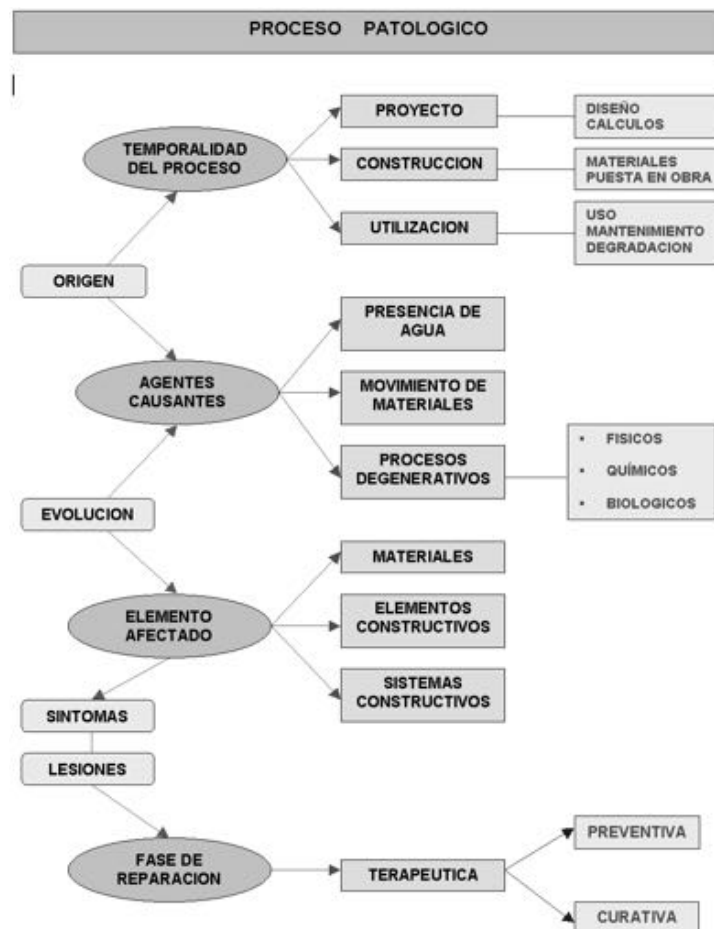 PROCESO PATOLOGICO
TEMPORALIDAD
DEL PROCESO
PROYECTO
DISEÑO
CALCULOS
CONSTRUCCION
MATERIALES
PUESTA EN OBRA
UTILIZACION
USO
MANTENIMIENTO
DEGRADACION
ORIGEN
AGENTES
CAUSANTES
PRESENCIA DE
AGUA
MOVIMIENTO DE
MATERIALES
PROCESOS
DEGENERATIVOS
• FISICOS
• QUÍMICOS
• BIOLOGICOS
EVOLUCION
ELEMENTO
AFECTADO
MATERIALES
ELEMENTOS
CONSTRUCTIVOS
SISTEMAS
CONSTRUCTIVOS
SINTOMAS
LESIONES
FASE DE
REPARACION
TERAPEUTICA
PREVENTIVA
CURATIVA